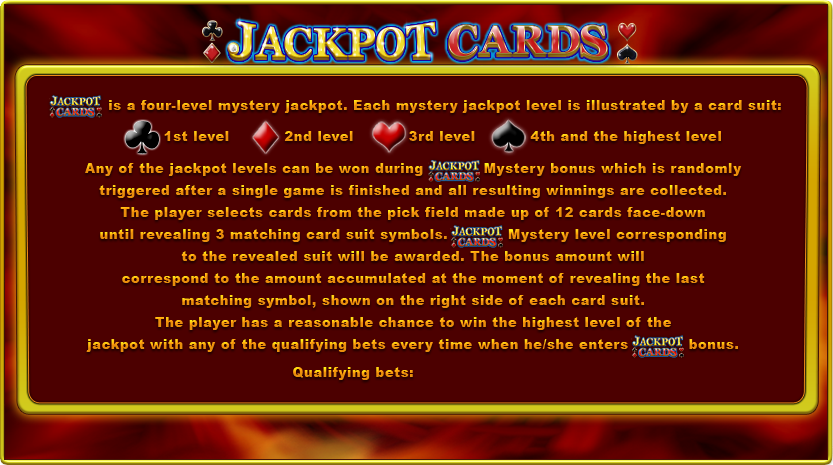 JACKPOT CARDS
JACKPOT CARDS is a four-level mystery jackpot. Each mystery jackpot level is illustrated by a card suit:
1st level 2nd level 3rd level 4th and the highest level
Any of the jackpot levels can be won during JACKPOT CARDS Mystery bonus which is randomly
triggered after a single game is finished and all resulting winnings are collected.
The player selects cards from the pick field made up of 12 cards face-down
until revealing 3 matching card suit symbols. JACKPOT CARDS Mystery level corresponding
to the revealed suit will be awarded. The bonus amount will
correspond to the amount accumulated at the moment of revealing the last
matching symbol, shown on the right side of each card suit.
The player has a reasonable chance to win the highest level of the
jackpot with any of the qualifying bets every time when he/she enters JACKPOT CARDS bonus.
Qualifying bets: